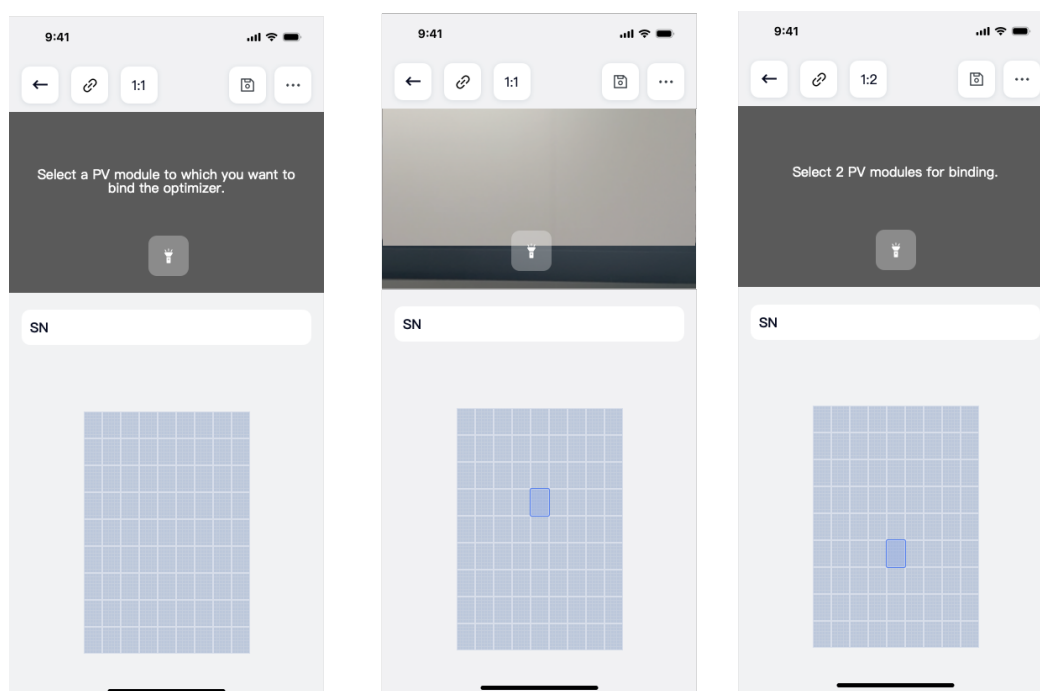 9:41
1:1
Select a PV module to which you want to
bind the optimizer.
SN
9:41
1:1
SN
9:41
1:2
Select 2 PV modules for binding.
SN